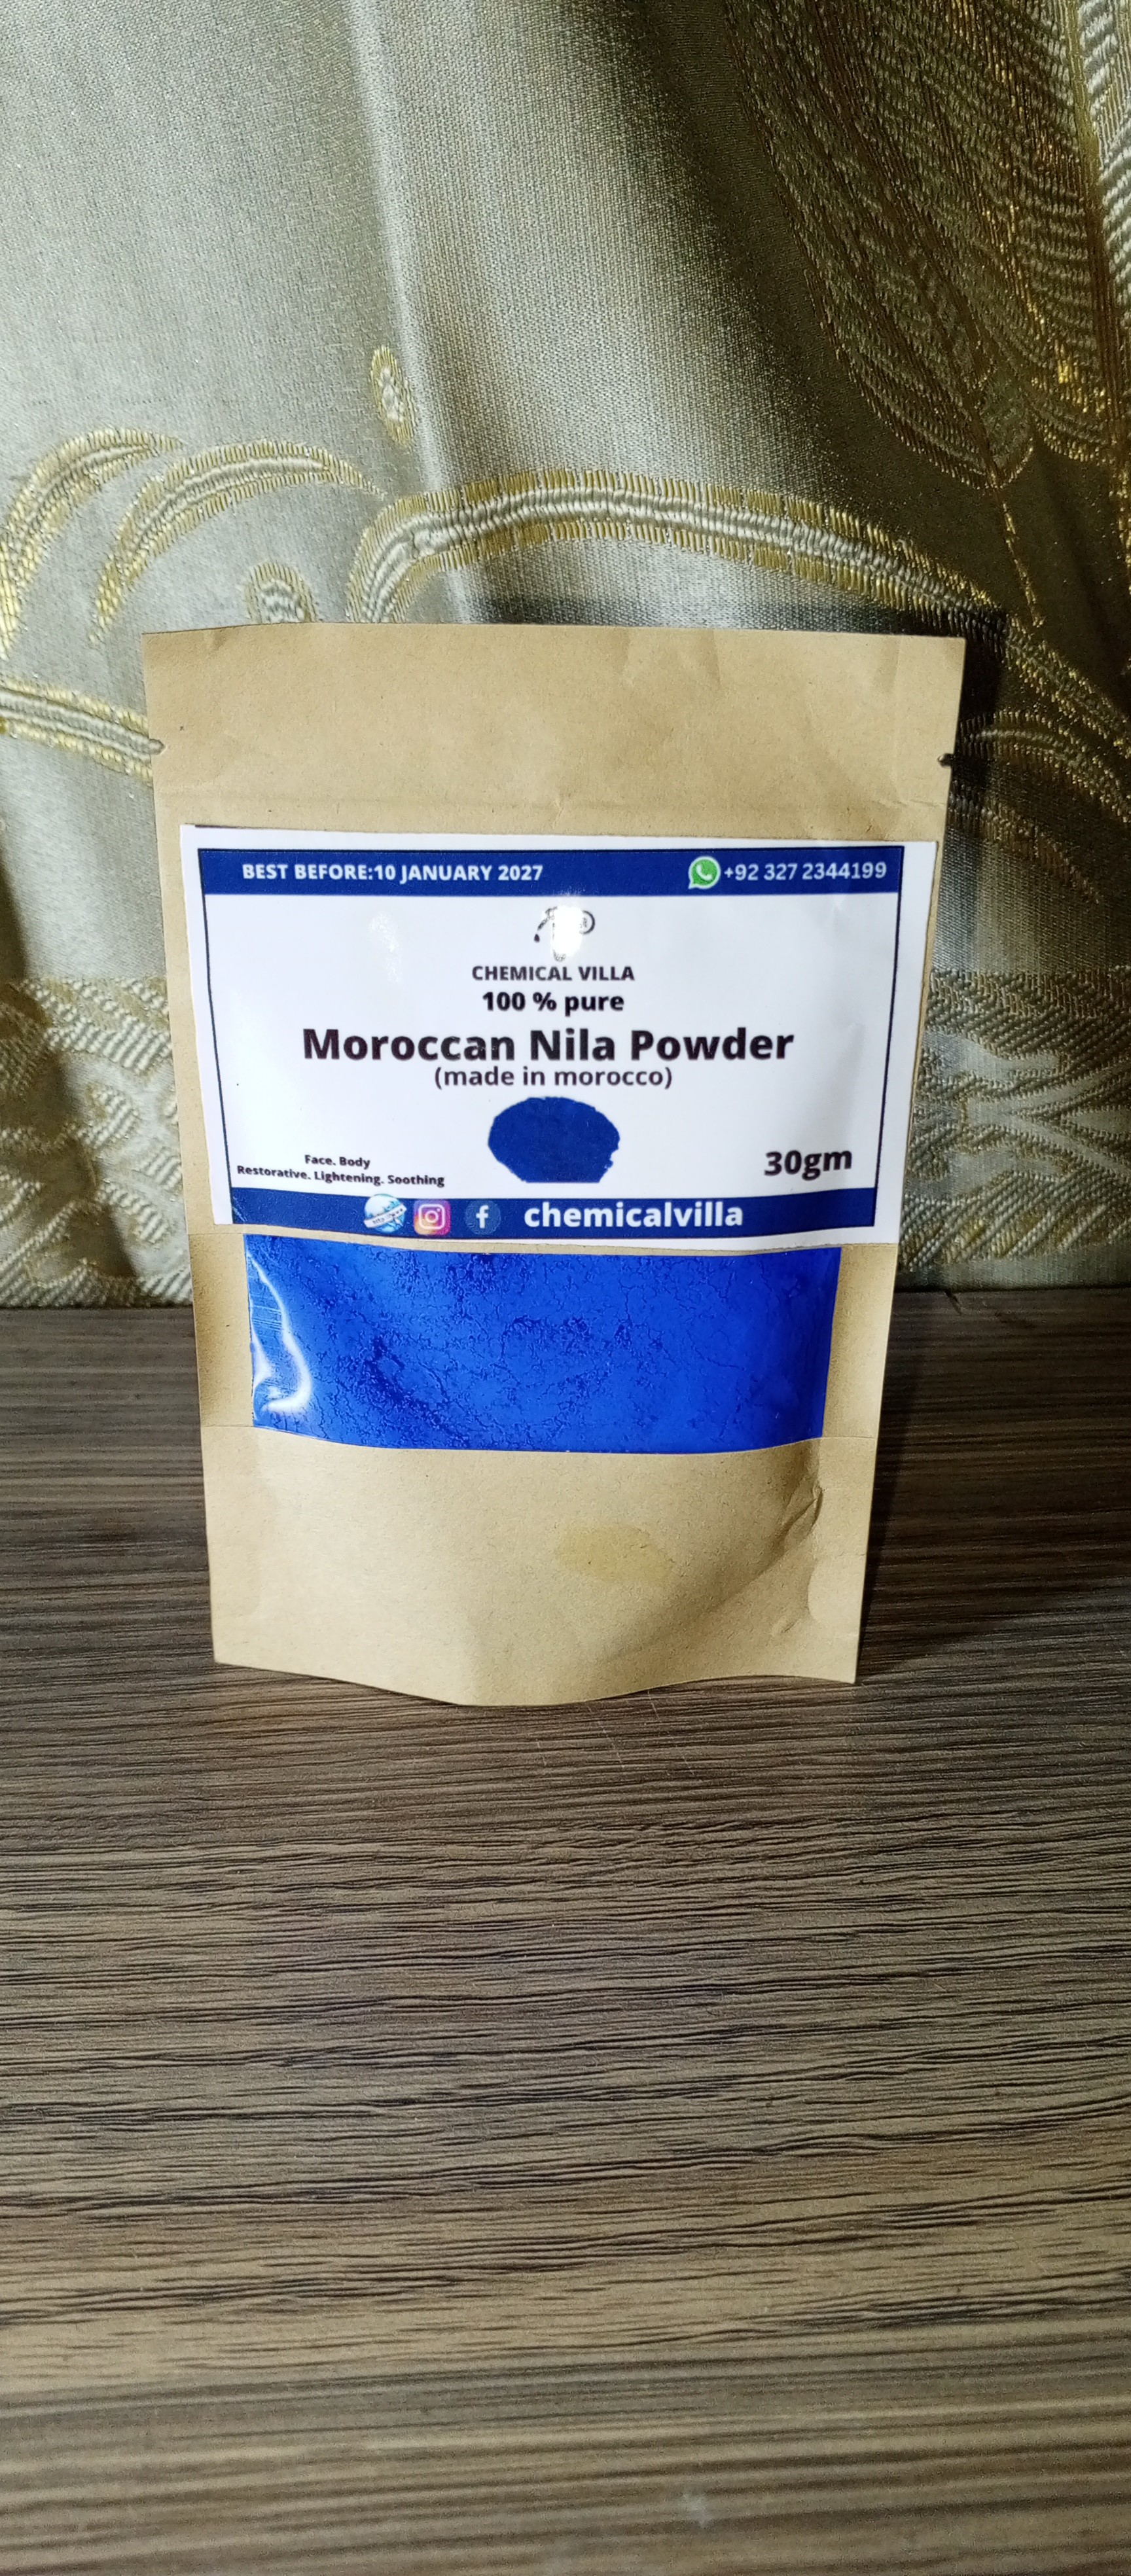 BEST BEFORE:10 JANUARY 2027
+92 327 2344199
CHEMICAL VILLA
100 % pure
Moroccan Nila Powder
(made in morocco)
Face. Body
Restorative. Lightening. Soothing
30gm
chemicalvilla